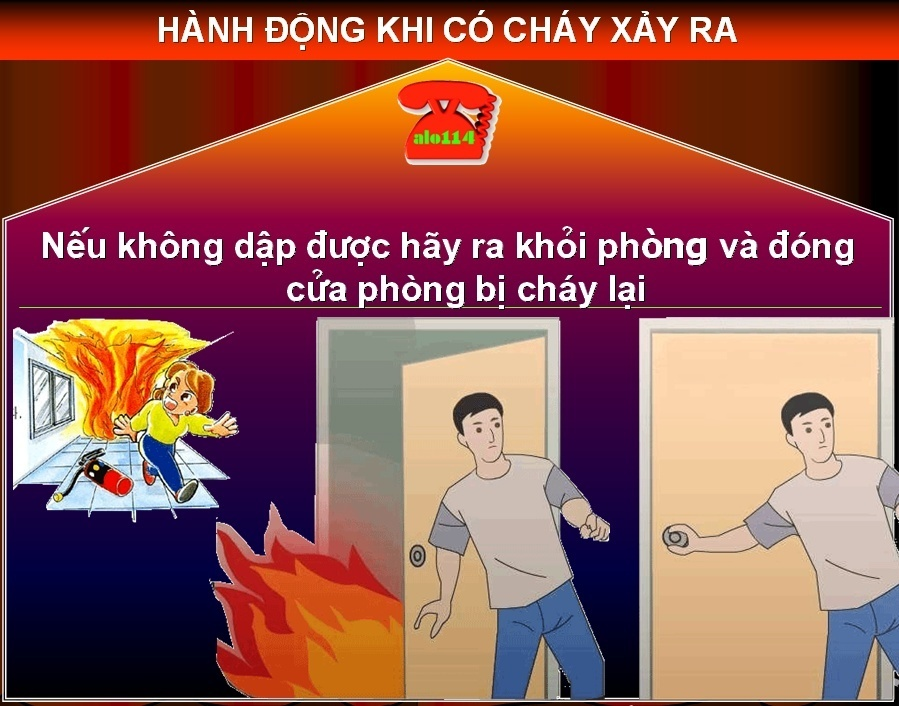 HÀNH ĐỘNG KHI CÓ CHÁY XẢY RA
alo114
Nếu không dập được hãy ra khỏi phòng và đóng
cửa phòng bị cháy lại